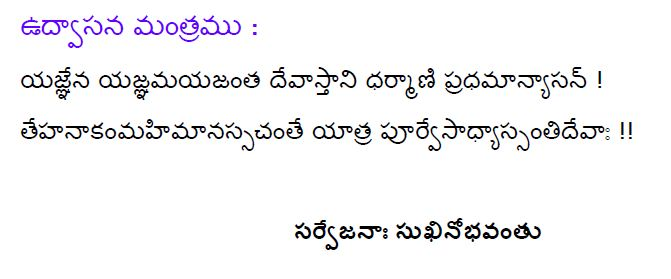 ఉద్వాసన మంత్రము :
యజ్ఞేన యజ్ఞమయజంత దేవాస్తాని ధర్మాణి ప్రధమాన్యాసన్ !
తేహనాకంమహిమానస్సచంతే యాత్ర పూర్వేసాధ్యాస్సంతిదేవాః !!
సర్వేజనాః సుఖినోభవంతు